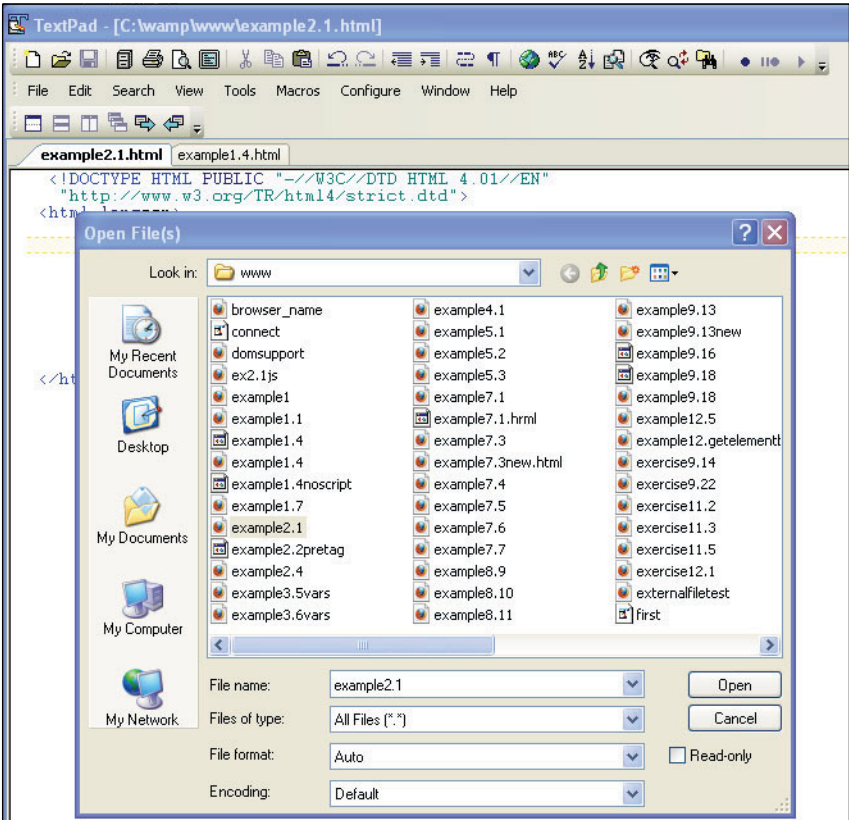 TextPad - [C:\wamp\www\example2.1.html]
File Edit Search View Tools Macros Configure Window Help
example2.1.html example1.4.html
<!DOCTYPE HTML PUBLIC "-//W3C//DTD HTML 4.01//EN"
"http://www.w3.org/TR/html4/strict.dtd">
Open File(s)
Look in: www
My Recent Documents
Desktop
My Documents
My Computer
My Network
browser_name
connect
domsupport
ex2.1js
example1
example1.1
example1.4
example1.4
example1.4noscript
example1.7
example2.1
example2.2pretag
example2.4
example3.5vars
example3.6vars
example4.1
example5.1
example5.2
example5.3
example7.1
example7.1.hrml
example7.3
example7.3new.html
example7.4
example7.5
example7.6
example7.7
example8.9
example8.10
example8.11
example9.13
example9.13new
example9.16
example9.18
example9.18
example12.5
example12.getelementt
exercise9.14
exercise9.22
exercise11.2
exercise11.3
exercise11.5
exercise12.1
externalfiletest
first
</ht
File name: example2.1 Open
Files of type: All Files (*.*) Cancel
File format: Auto Read-only
Encoding: Default